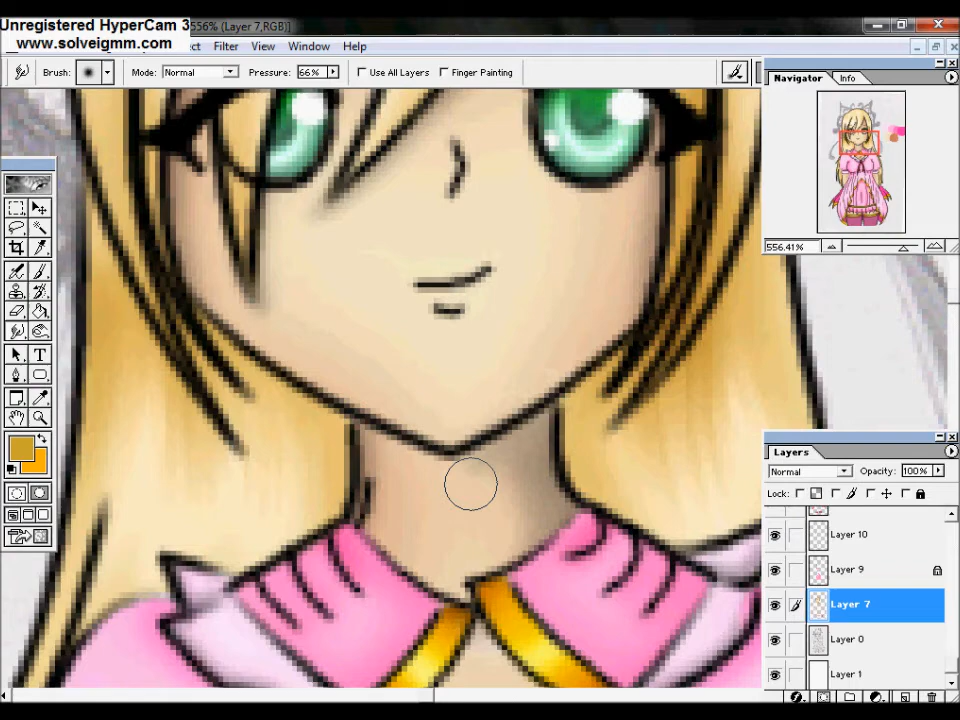 Unregistered HyperCam 3
www.solveigmm.com
556% (Layer 7,RGB)]
ct Filter View Window Help
Brush: Mode: Normal Pressure: 66% Use All Layers Finger Painting
Navigator Info
556.41%
T
Layers
Normal Opacity: 100%
Lock:
Layer 10
Layer 9
Layer 7
Layer 0
Layer 1